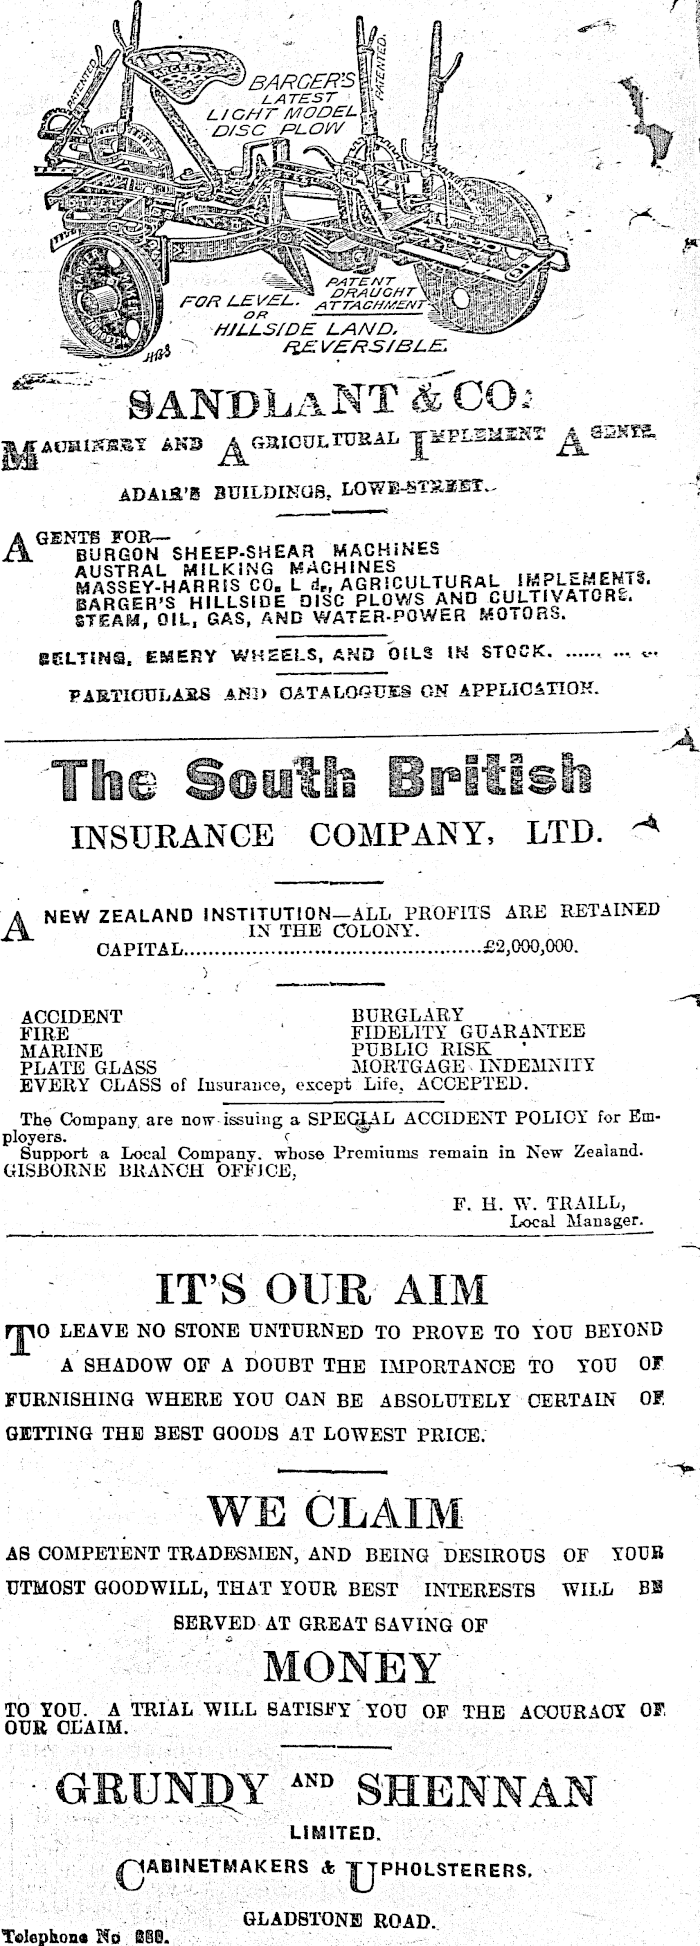 PATENTED.
BARGER'S
LATEST
LIGHT MODEL
DISC PLOW
PATENTED.
FOR LEVEL.
OR
HILLSIDE LAND.
REVERSIBLE.
PATENT
DRAUGHT
ATTACHMENT
HBS
SANDLANT & CO.
MACHINERY AND AGRICULTURAL IMPLEMENT AGENTS
ADAIR'S BUILDINGS, LOWE-STREET.
AGENTS FOR—
BURGON SHEEP-SHEAR MACHINES
AUSTRAL MILKING MACHINES
MASSEY-HARRIS CO. L d., AGRICULTURAL IMPLEMENTS.
BARGER'S HILLSIDE DISC PLOWS AND CULTIVATORS.
STEAM, OIL, GAS, AND WATER-POWER MOTORS.
BELTING, EMERY WHEELS, AND OILS IN STOCK. ...... ... ...
PARTICULARS AND CATALOGUES ON APPLICATION.
The South British
INSURANCE COMPANY, LTD.
A NEW ZEALAND INSTITUTION—ALL PROFITS ARE RETAINED
IN THE COLONY.
CAPITAL................................................£2,000,000.
ACCIDENT BURGLARY
FIRE FIDELITY GUARANTEE
MARINE PUBLIC RISK
PLATE GLASS MORTGAGE INDEMNITY
EVERY CLASS of Insurance, except Life, ACCEPTED.
The Company are now issuing a SPECIAL ACCIDENT POLICY for Em-
ployers.
Support a Local Company. whose Premiums remain in New Zealand.
GISBORNE BRANCH OFFICE,
F. H. W. TRAILL,
Local Manager.
IT'S OUR AIM
TO LEAVE NO STONE UNTURNED TO PROVE TO YOU BEYOND
A SHADOW OF A DOUBT THE IMPORTANCE TO YOU OF
FURNISHING WHERE YOU CAN BE ABSOLUTELY CERTAIN OF
GETTING THE BEST GOODS AT LOWEST PRICE.
WE CLAIM
AS COMPETENT TRADESMEN, AND BEING DESIROUS OF YOUR
UTMOST GOODWILL, THAT YOUR BEST INTERESTS WILL BE
SERVED AT GREAT SAVING OF
MONEY
TO YOU. A TRIAL WILL SATISFY YOU OF THE ACCURACY OF
OUR CLAIM.
GRUNDY AND SHENNAN
LIMITED.
CABINETMAKERS & UPHOLSTERERS,
GLADSTONE ROAD.
Telephone No